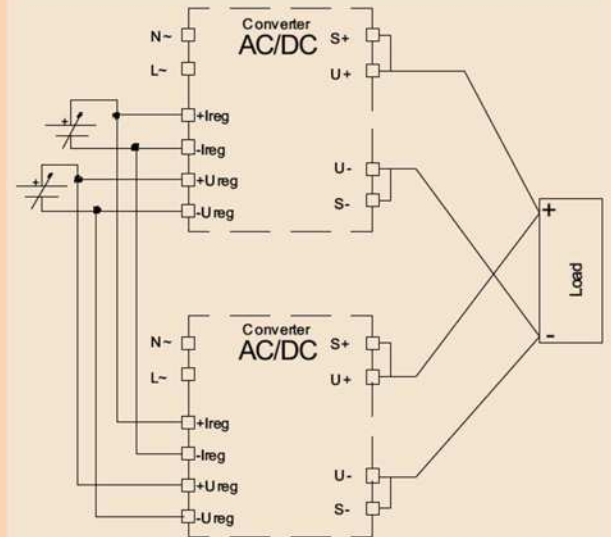 Converter
AC/DC
N~
S+
L~
U+
+Ireg
-Ireg
U-
+Ureg
S-
-Ureg
+
+
+
Load
-
Converter
AC/DC
N~
S+
L~
U+
+Ireg
-Ireg
U-
+Ureg
S-
-Ureg